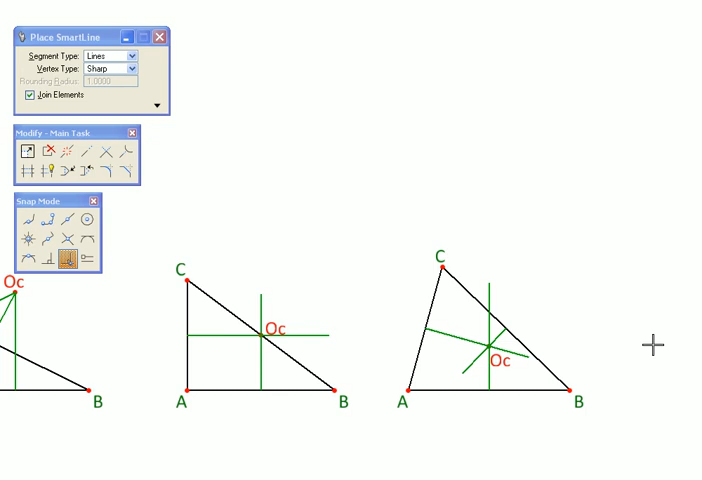 Place SmartLine
Segment Type: Lines
Vertex Type: Sharp
Rounding Radius: 1.0000
Join Elements
Modify - Main Task
Snap Mode
Oc
B
C
Oc
A
B
C
Oc
A
B